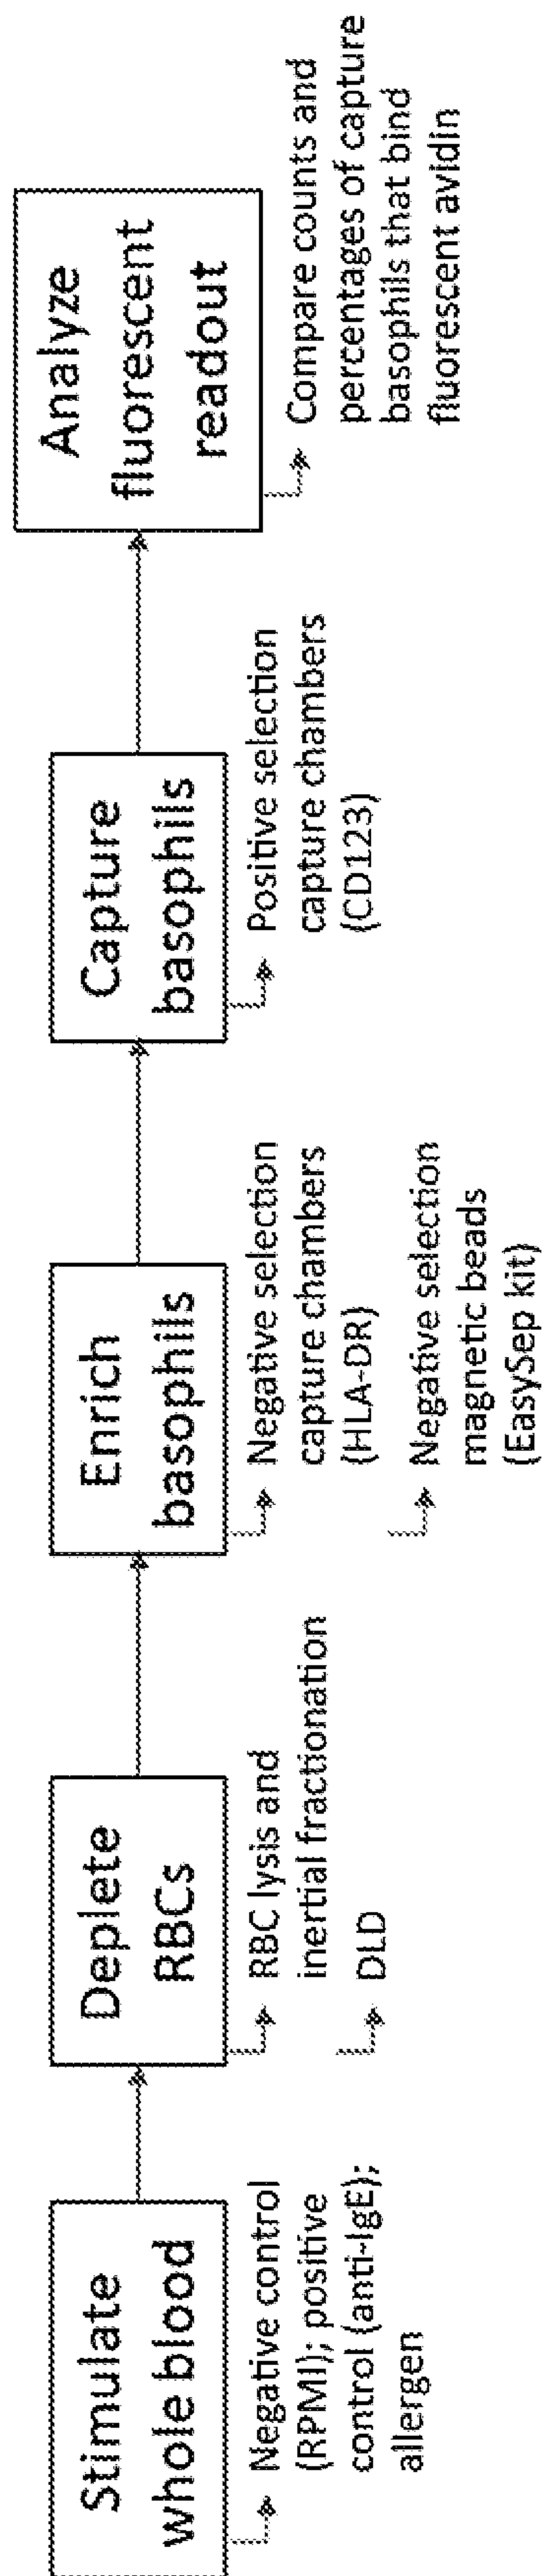 Stimulate
whole blood
Negative control
(RPMI); positive
control (anti-IgE);
allergen
Deplete
RBCs
RBC lysis and
inertial fractionation
DLD
Enrich
basophils
Negative selection
capture chambers
(HLA-DR)
Negative selection
magnetic beads
(EasySep kit)
Capture
basophils
Positive selection
capture chambers
(CD123)
Analyze
fluorescent
readout
Compare counts and
percentages of capture
basophils that bind
fluorescent avidin